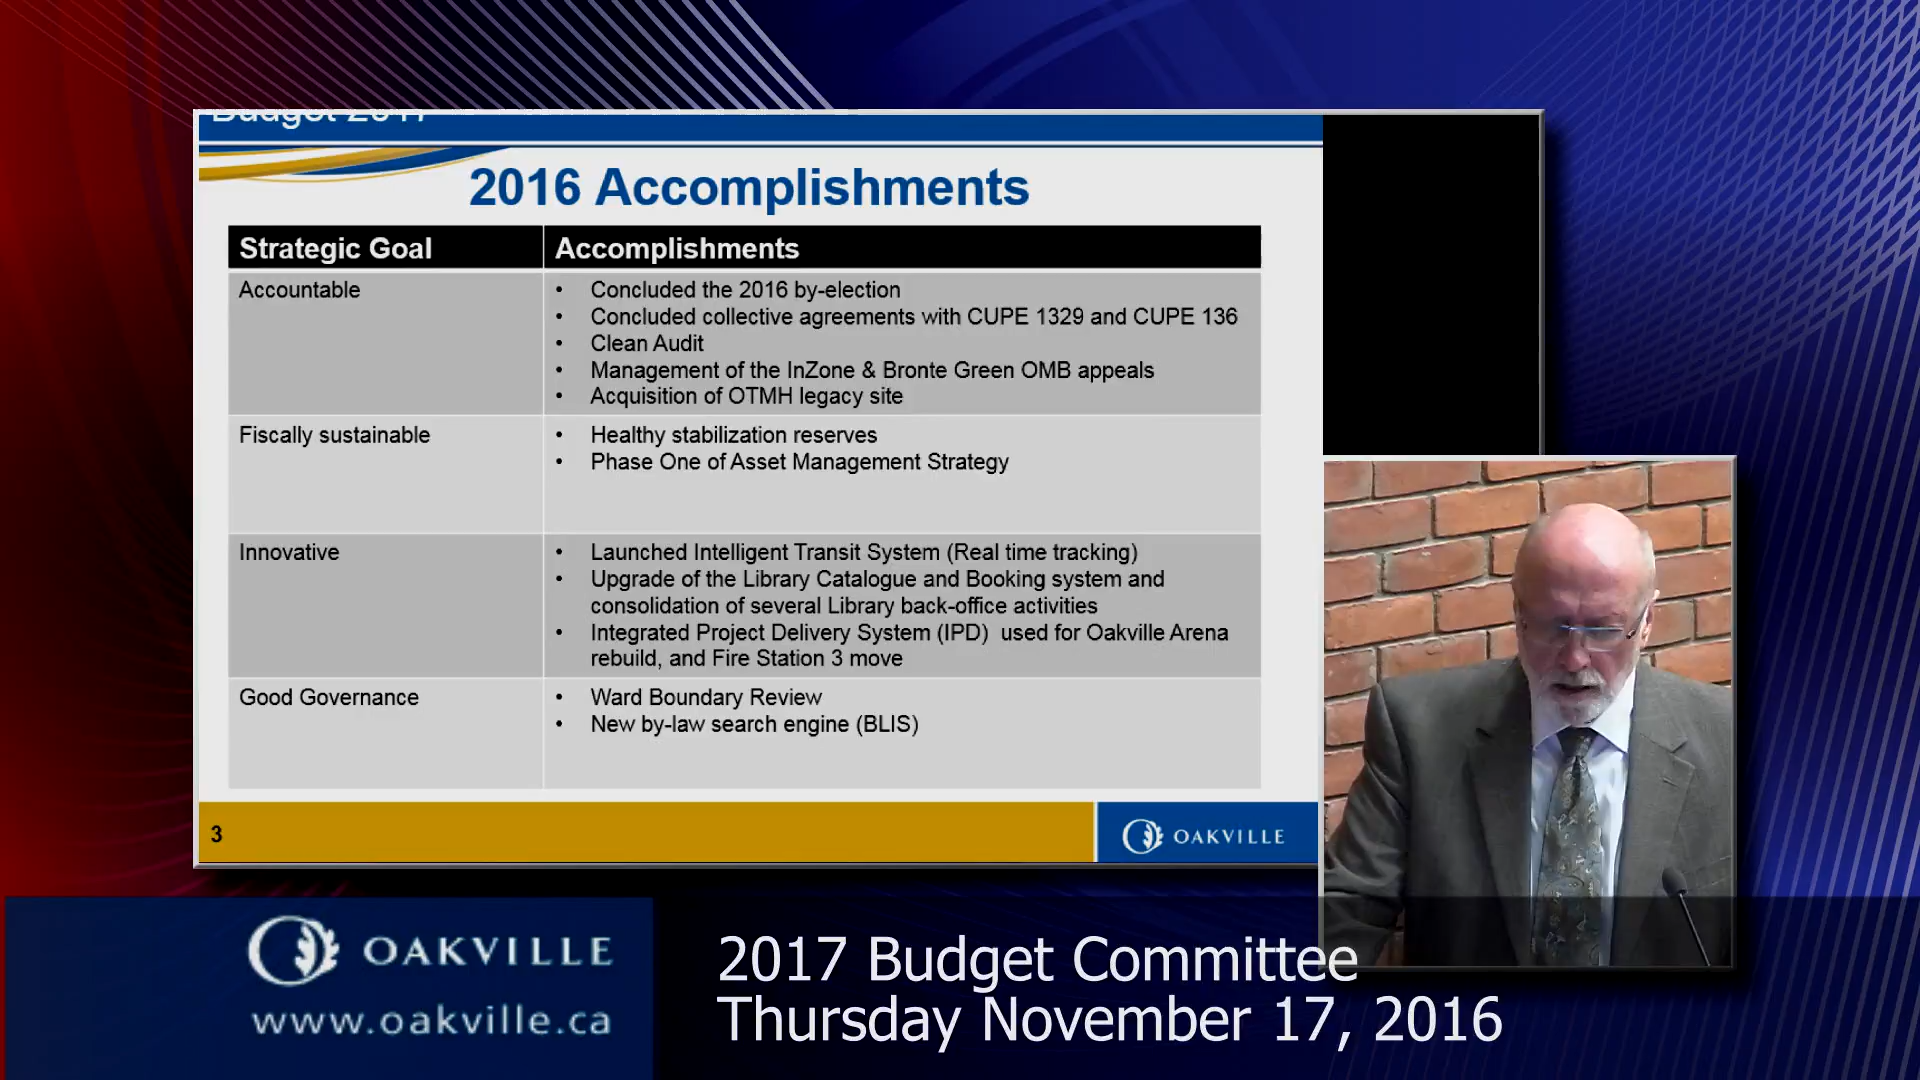 Budget 2017
2016 Accomplishments
Strategic Goal
Accomplishments
Accountable
• Concluded the 2016 by-election
• Concluded collective agreements with CUPE 1329 and CUPE 136
• Clean Audit
• Management of the InZone & Bronte Green OMB appeals
• Acquisition of OTMH legacy site
Fiscally sustainable
• Healthy stabilization reserves
• Phase One of Asset Management Strategy
Innovative
• Launched Intelligent Transit System (Real time tracking)
• Upgrade of the Library Catalogue and Booking system and
consolidation of several Library back-office activities
• Integrated Project Delivery System (IPD) used for Oakville Arena
rebuild, and Fire Station 3 move
Good Governance
• Ward Boundary Review
• New by-law search engine (BLIS)
3
OAKVILLE
OAKVILLE
www.oakville.ca
2017 Budget Committee
Thursday November 17, 2016